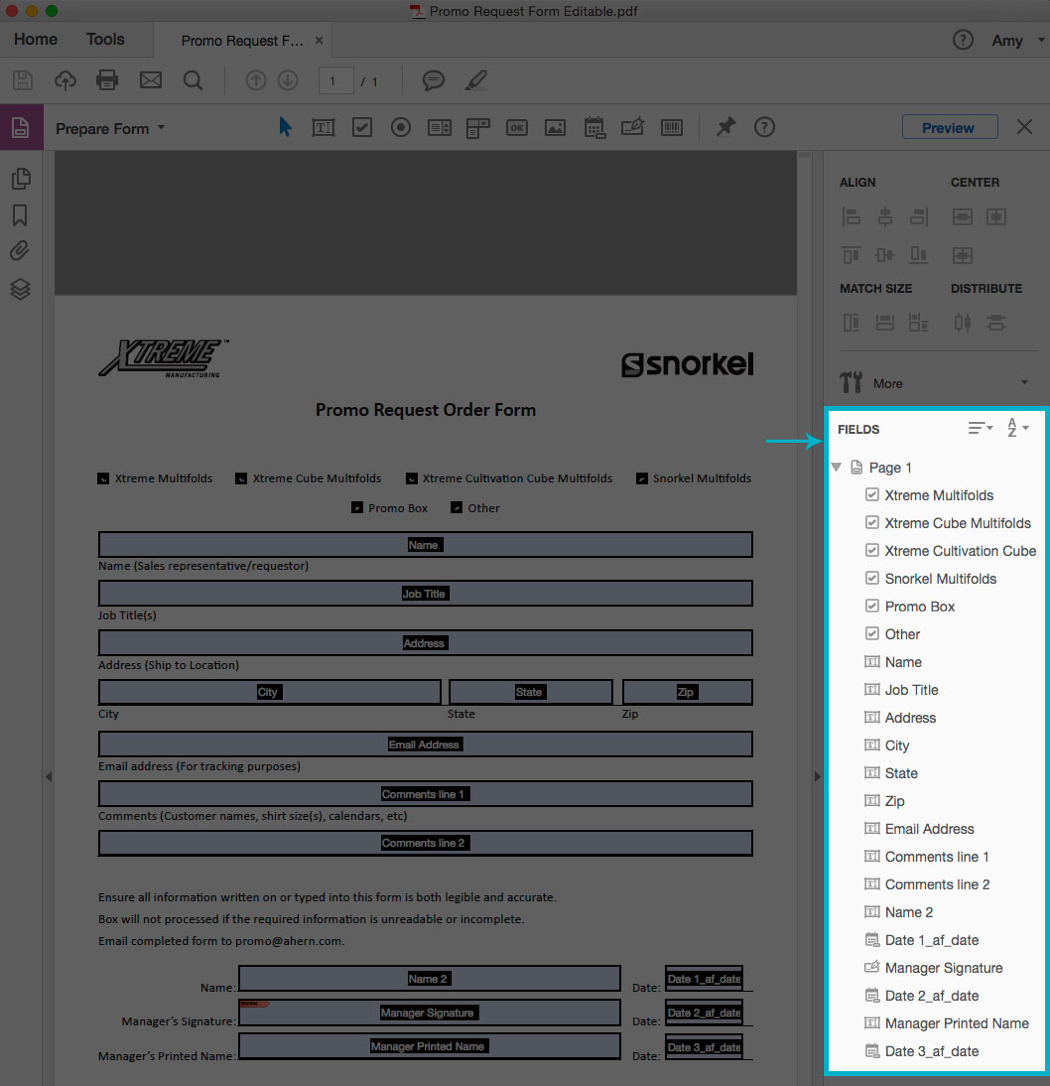 Promo Request Form Editable.pdf
Home Tools Promo Request F... × ? Amy
1 / 1
Prepare Form OK ? Preview
ALIGN CENTER
MATCH SIZE DISTRIBUTE
More
XTREME™
MANUFACTURING
snorkel
Promo Request Order Form
Xtreme Multifolds Xtreme Cube Multifolds Xtreme Cultivation Cube Multifolds Snorkel Multifolds
Promo Box Other
Name
Name (Sales representative/requestor)
Job Title
Job Title(s)
Address
Address (Ship to Location)
City State Zip
City State Zip
Email Address
Email address (For tracking purposes)
Comments line 1
Comments (Customer names, shirt size(s), calendars, etc)
Comments line 2
Ensure all information written on or typed into this form is both legible and accurate.
Box will not processed if the required information is unreadable or incomplete.
Email completed form to promo@ahern.com.
Name: Name 2 Date: Date 1_af_date
Manager's Signature: Manager Signature Date: Date 2_af_date
Manager's Printed Name: Manager Printed Name Date: Date 3_af_date
FIELDS A Z
Page 1
Xtreme Multifolds
Xtreme Cube Multifolds
Xtreme Cultivation Cube
Snorkel Multifolds
Promo Box
Other
Name
Job Title
Address
City
State
Zip
Email Address
Comments line 1
Comments line 2
Name 2
Date 1_af_date
Manager Signature
Date 2_af_date
Manager Printed Name
Date 3_af_date